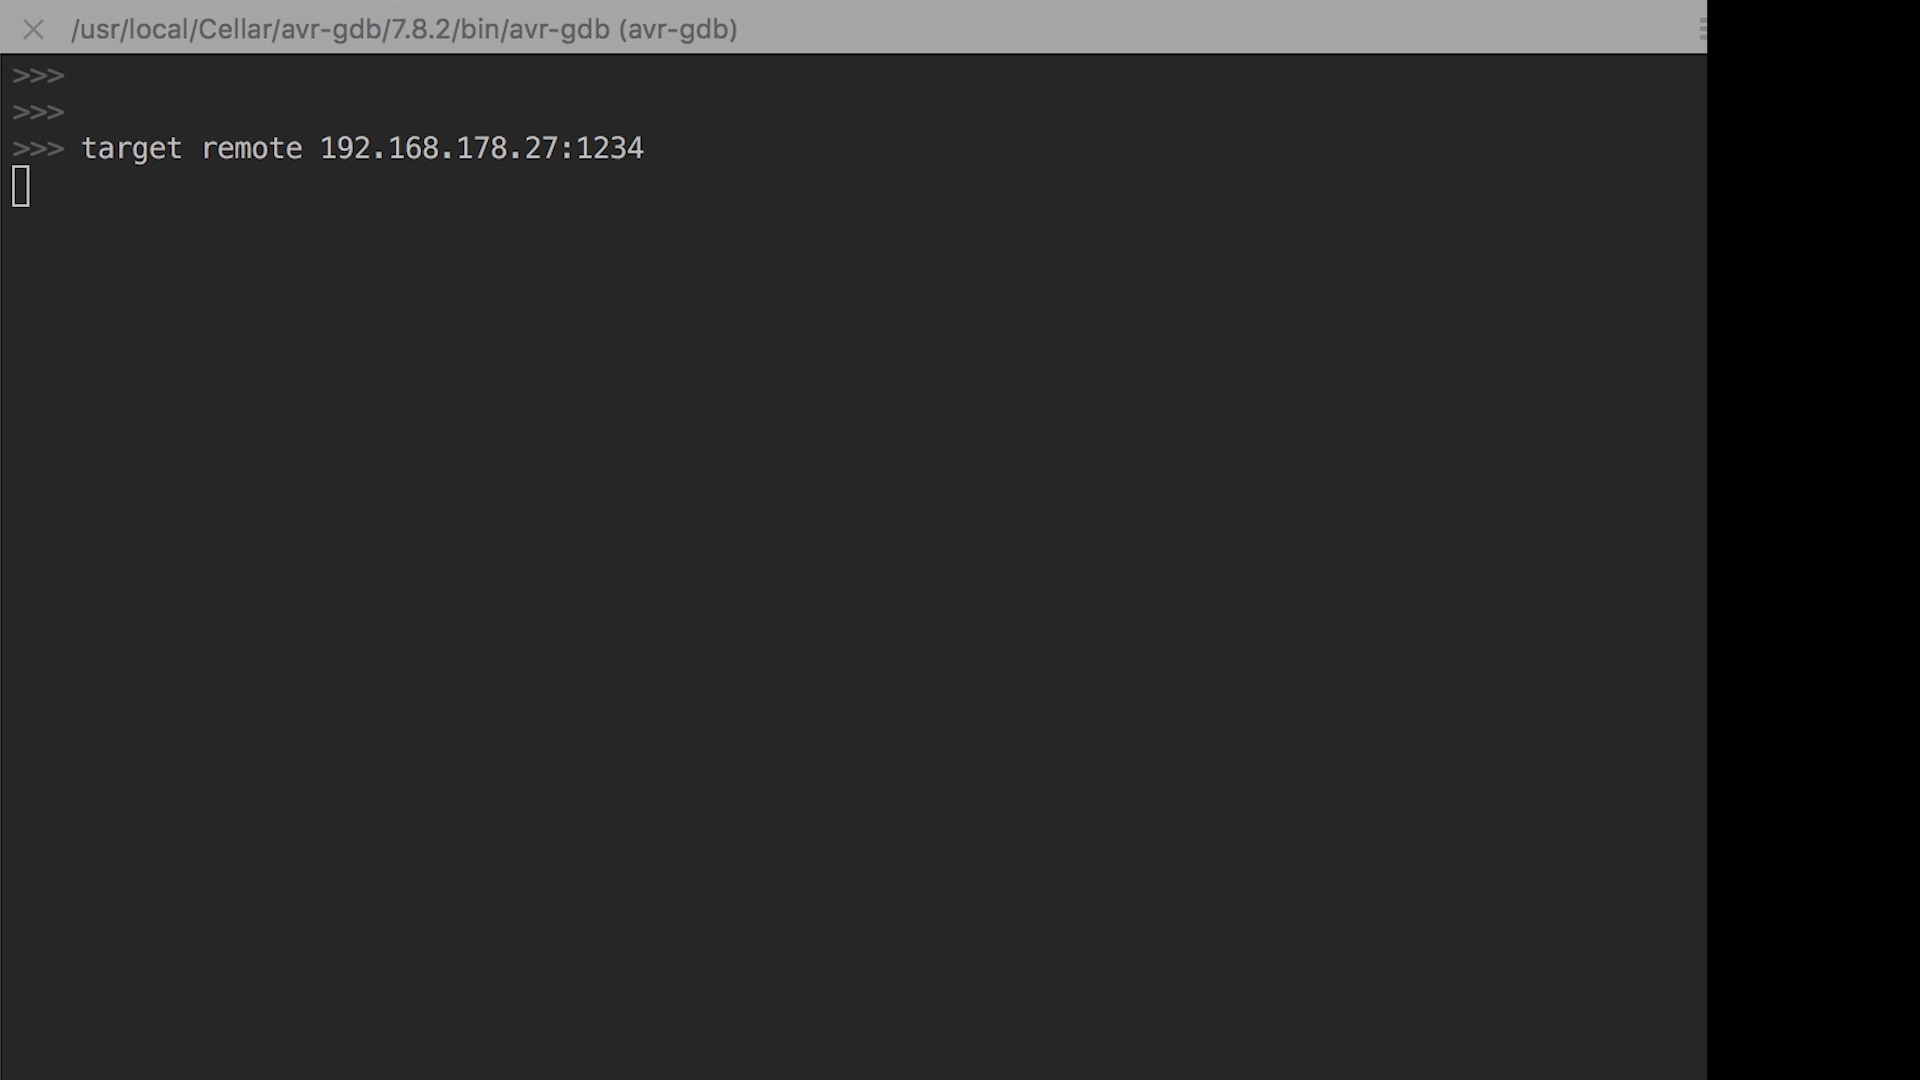 /usr/local/Cellar/avr-gdb/7.8.2/bin/avr-gdb (avr-gdb)
>>>
>>>
>>> target remote 192.168.178.27:1234